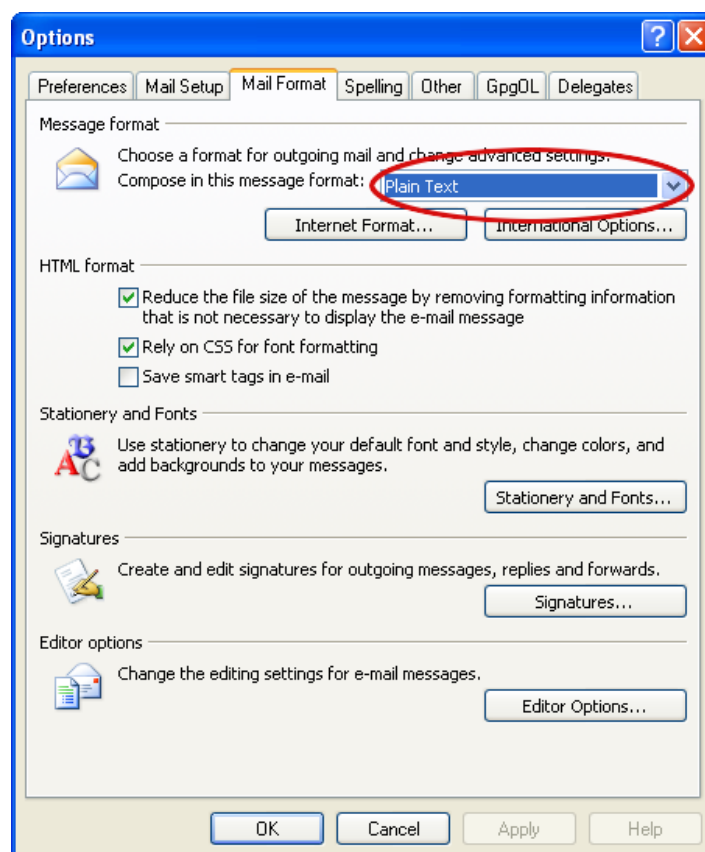 Options
Preferences Mail Setup Mail Format Spelling Other GpgOL Delegates
Message format
Choose a format for outgoing mail and change advanced settings.
Compose in this message format: Plain Text
Internet Format... International Options...
HTML format
Reduce the file size of the message by removing formatting information
that is not necessary to display the e-mail message
Rely on CSS for font formatting
Save smart tags in e-mail
Stationery and Fonts
Use stationery to change your default font and style, change colors, and
add backgrounds to your messages.
Stationery and Fonts...
Signatures
Create and edit signatures for outgoing messages, replies and forwards.
Signatures...
Editor options
Change the editing settings for e-mail messages.
Editor Options...
OK Cancel Apply Help